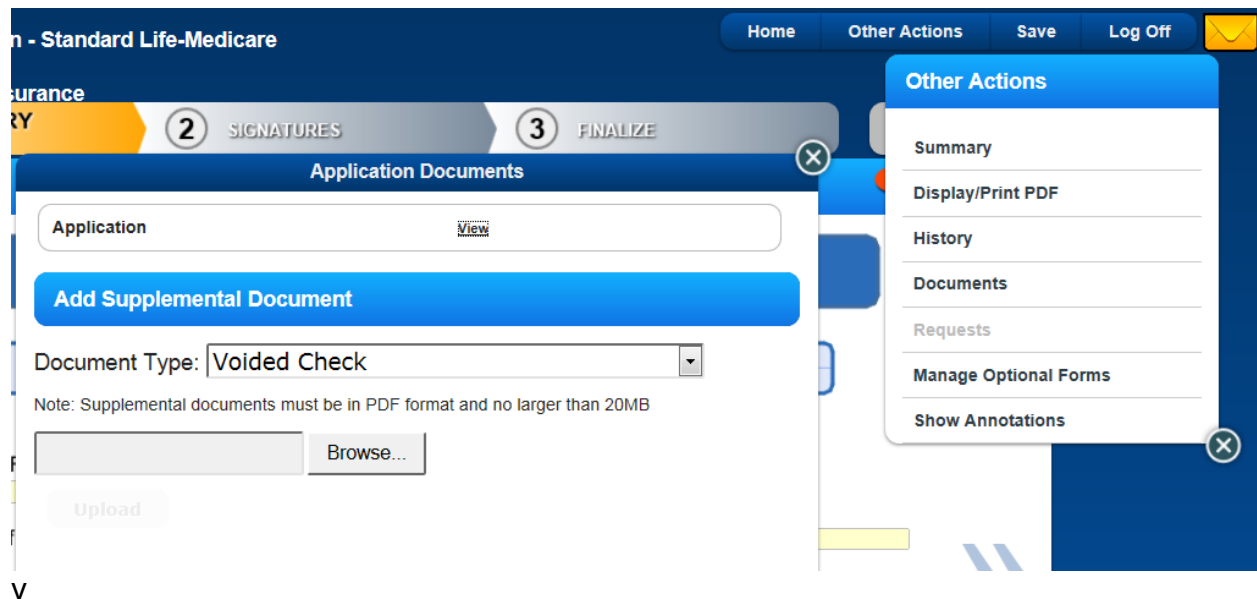 n - Standard Life-Medicare
Home Other Actions Save Log Off
surance
RY 2 SIGNATURES 3 FINALIZE
Application Documents
Application View
Add Supplemental Document
Document Type: Voided Check
Note: Supplemental documents must be in PDF format and no larger than 20MB
Browse...
Upload
Other Actions
Summary
Display/Print PDF
History
Documents
Requests
Manage Optional Forms
Show Annotations
y